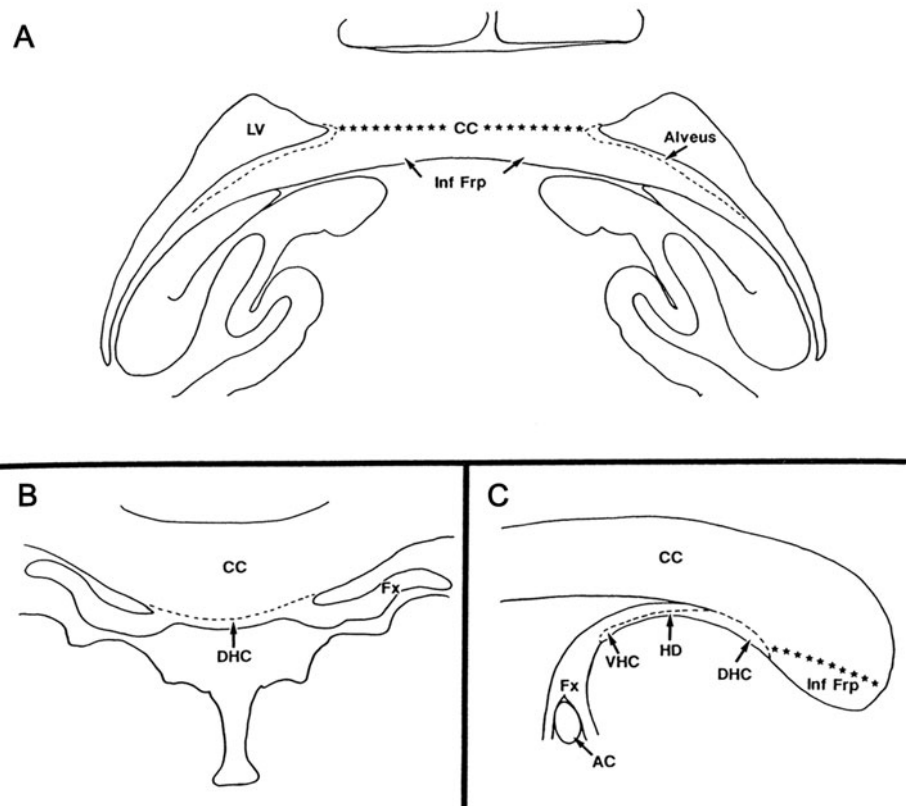 A
LV
CC
Alveus
Inf Frp
B
CC
Fx
DHC
C
CC
VHC
HD
DHC
Inf Frp
Fx
AC